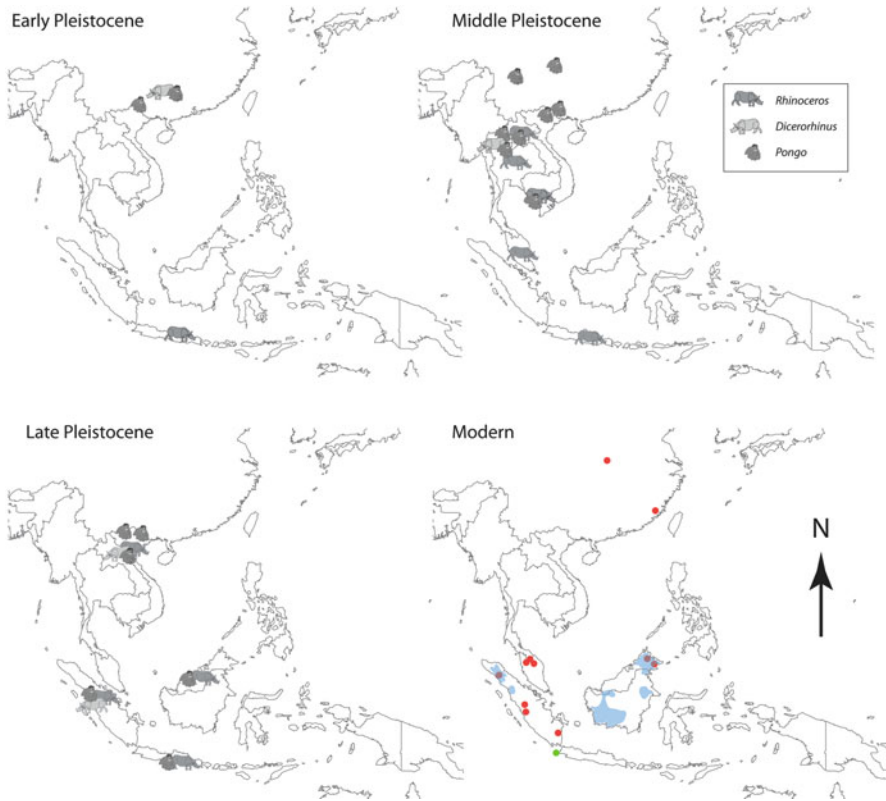 Early Pleistocene
Middle Pleistocene
Rhinoceros
Dicerorhinus
Pongo
Late Pleistocene
Modern
N